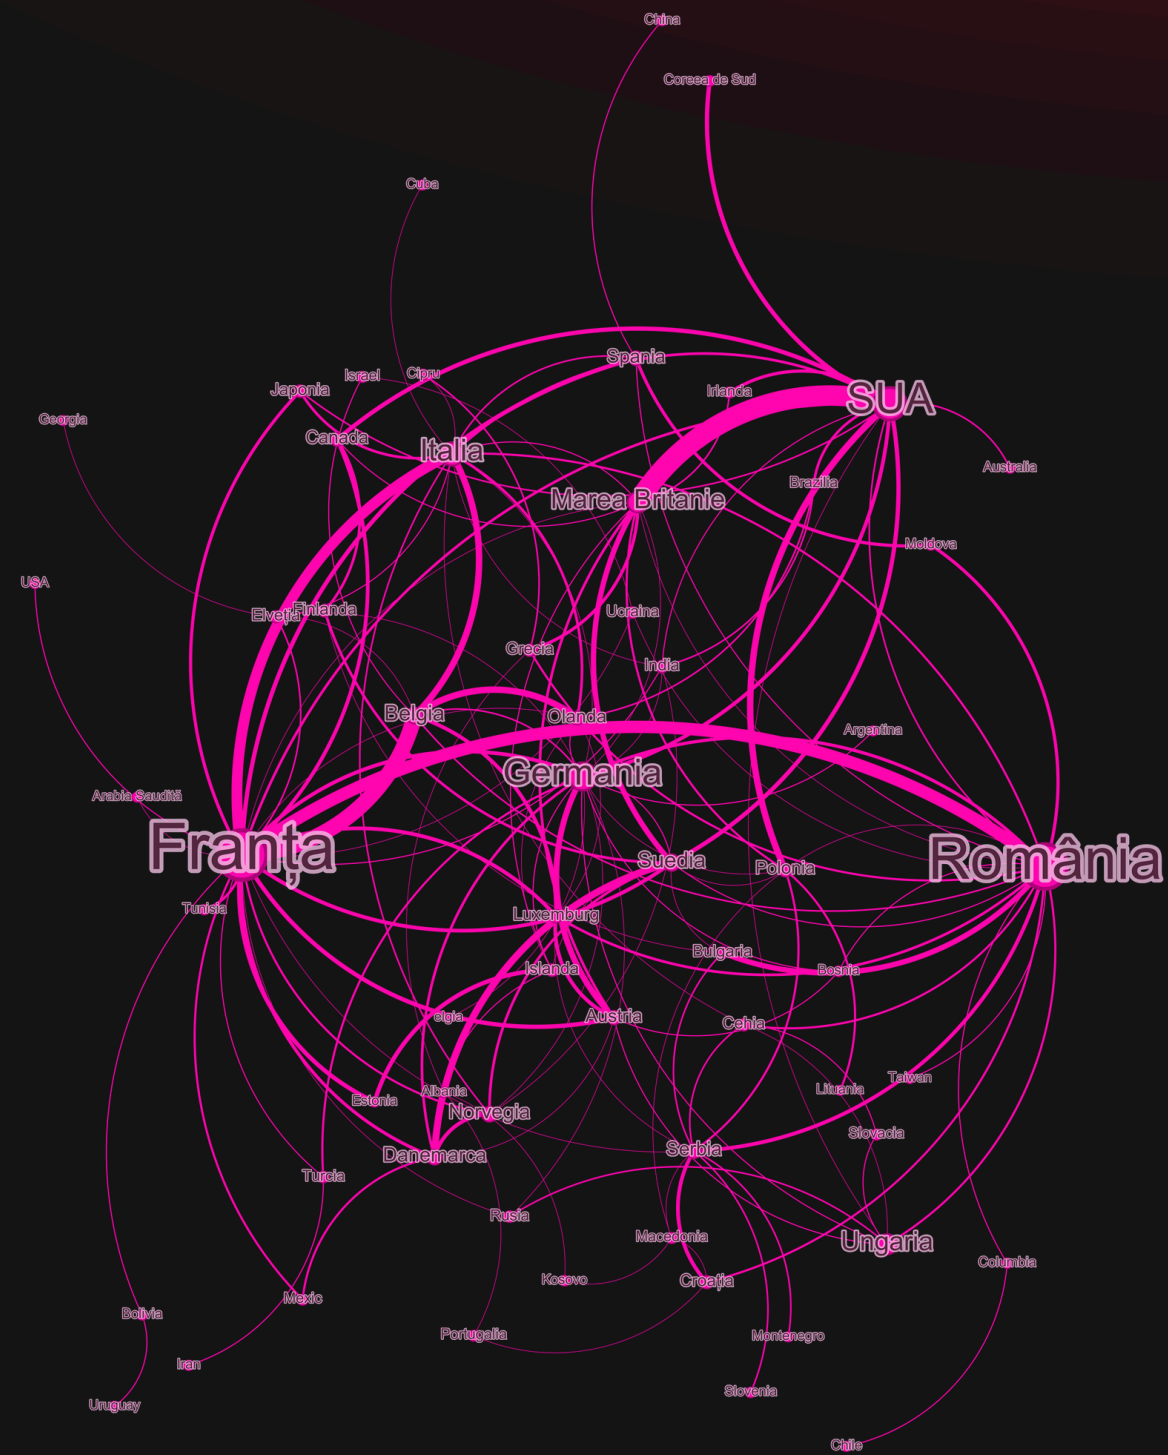 China
Coreea de Sud
Cuba
Spania
Cipru
Israel
Japonia
Irlanda
SUA
Georgia
Canada
Italia
Australia
Brazilia
Marea Britanie
Moldova
USA
Elveția
Finlanda
Ucraina
Grecia
India
Belgia
Olanda
Argentina
Germania
Arabia Saudită
Franța
Suedia
Polonia
România
Tunisia
Luxemburg
Bulgaria
Islanda
Bosnia
elgia
Austria
Cehia
Taiwan
Albania
Lituania
Estonia
Norvegia
Slovacia
Danemarca
Serbia
Turcia
Rusia
Macedonia
Ungaria
Columbia
Kosovo
Croația
Mexic
Bolivia
Portugalia
Montenegro
Iran
Slovenia
Uruguay
Chile